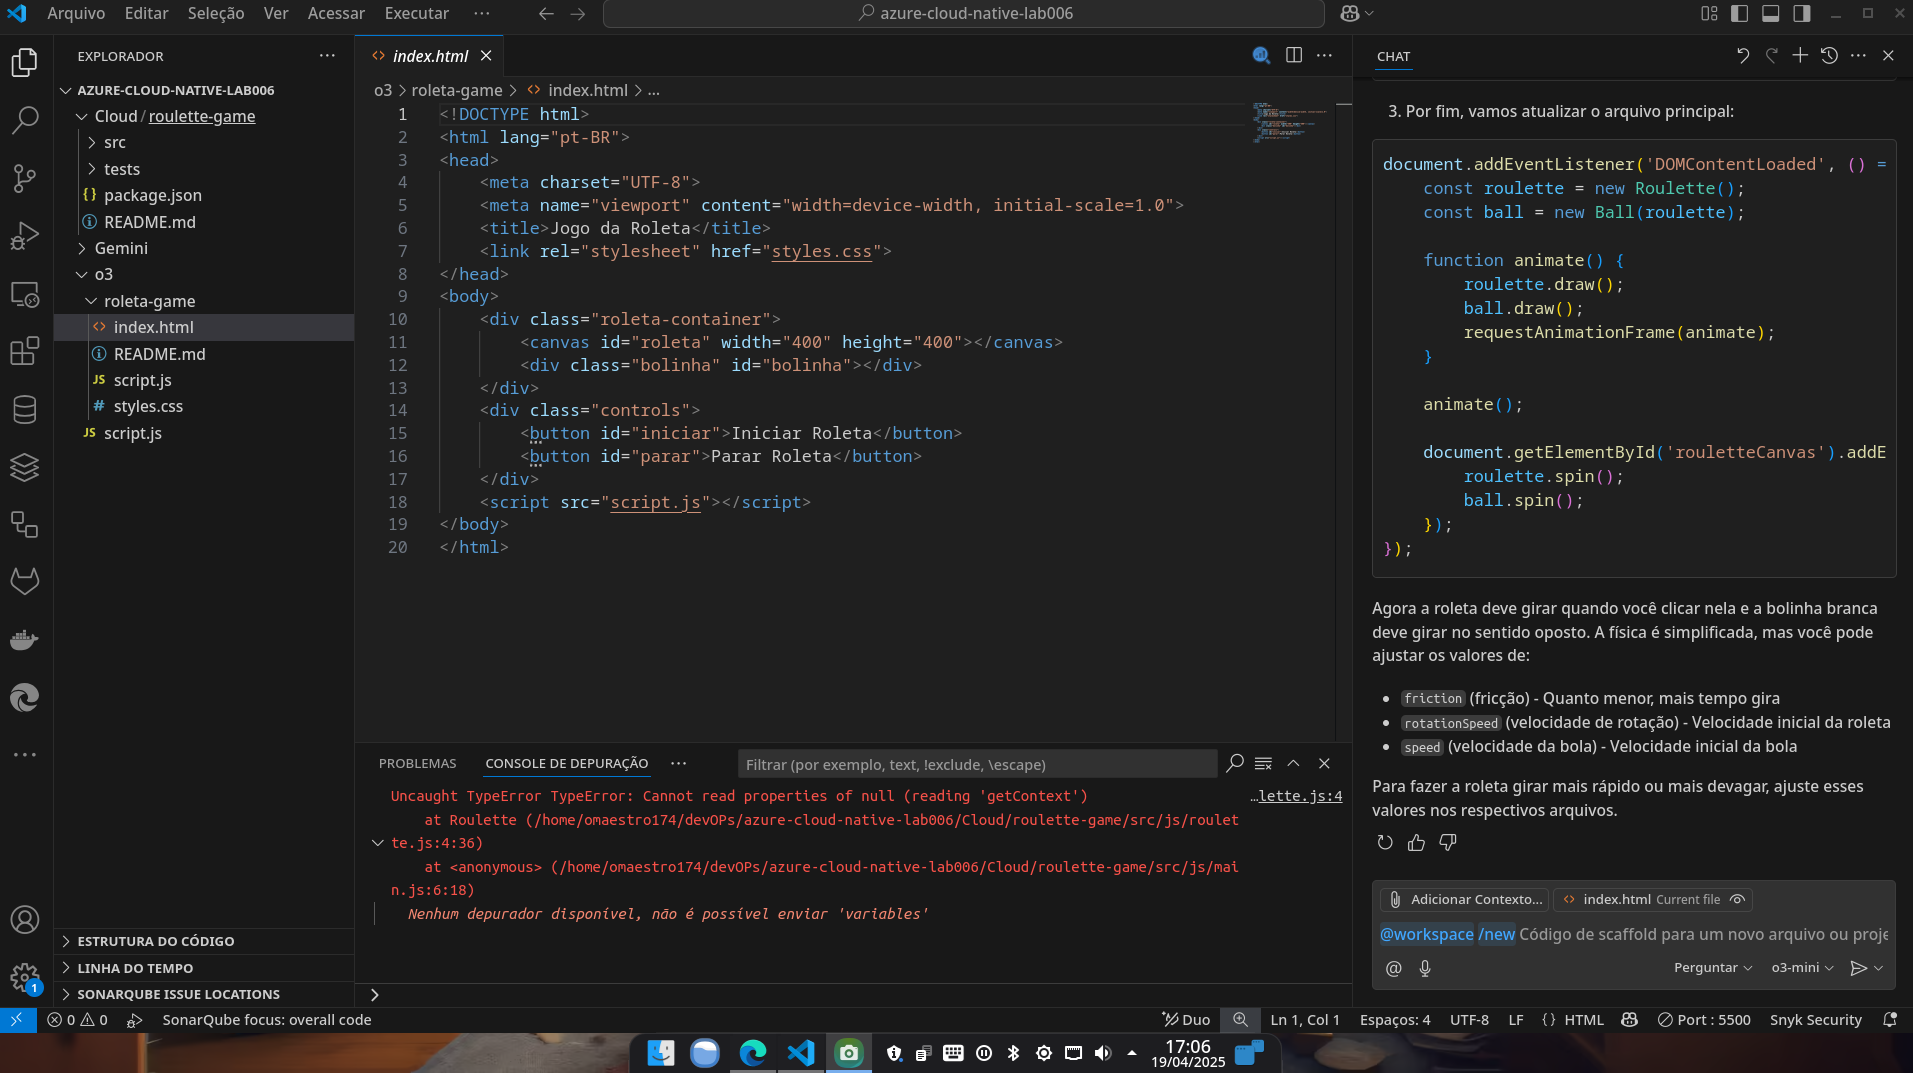 Arquivo Editar Seleção Ver Acessar Executar ···
azure-cloud-native-lab006
EXPLORADOR
AZURE-CLOUD-NATIVE-LAB006
Cloud / roulette-game
src
tests
{} package.json
README.md
Gemini
o3
roleta-game
<> index.html
README.md
JS script.js
# styles.css
JS script.js
ESTRUTURA DO CÓDIGO
LINHA DO TEMPO
SONARQUBE ISSUE LOCATIONS
1
<> index.html
o3 > roleta-game > <> index.html > ...
1 <!DOCTYPE html>
2 <html lang="pt-BR">
3 <head>
4 <meta charset="UTF-8">
5 <meta name="viewport" content="width=device-width, initial-scale=1.0">
6 <title>Jogo da Roleta</title>
7 <link rel="stylesheet" href="styles.css">
8 </head>
9 <body>
10 <div class="roleta-container">
11 <canvas id="roleta" width="400" height="400"></canvas>
12 <div class="bolinha" id="bolinha"></div>
13 </div>
14 <div class="controls">
15 <button id="iniciar">Iniciar Roleta</button>
16 <button id="parar">Parar Roleta</button>
17 </div>
18 <script src="script.js"></script>
19 </body>
20 </html>
PROBLEMAS CONSOLE DE DEPURAÇÃO ···
Filtrar (por exemplo, text, !exclude, \escape)
Uncaught TypeError TypeError: Cannot read properties of null (reading 'getContext') …lette.js:4
at Roulette (/home/omaestro174/devOPs/azure-cloud-native-lab006/Cloud/roulette-game/src/js/roulet
te.js:4:36)
at <anonymous> (/home/omaestro174/devOPs/azure-cloud-native-lab006/Cloud/roulette-game/src/js/mai
n.js:6:18)
Nenhum depurador disponível, não é possível enviar 'variables'
CHAT
3. Por fim, vamos atualizar o arquivo principal:
document.addEventListener('DOMContentLoaded', () =
const roulette = new Roulette();
const ball = new Ball(roulette);
function animate() {
roulette.draw();
ball.draw();
requestAnimationFrame(animate);
}
animate();
document.getElementById('rouletteCanvas').addE
roulette.spin();
ball.spin();
});
});
Agora a roleta deve girar quando você clicar nela e a bolinha branca
deve girar no sentido oposto. A física é simplificada, mas você pode
ajustar os valores de:
• friction (fricção) - Quanto menor, mais tempo gira
• rotationSpeed (velocidade de rotação) - Velocidade inicial da roleta
• speed (velocidade da bola) - Velocidade inicial da bola
Para fazer a roleta girar mais rápido ou mais devagar, ajuste esses
valores nos respectivos arquivos.
Adicionar Contexto... <> index.html Current file
@workspace /new Código de scaffold para um novo arquivo ou proje
@ Perguntar o3-mini
0 0 SonarQube focus: overall code Duo Ln 1, Col 1 Espaços: 4 UTF-8 LF {} HTML Port : 5500 Snyk Security
17:06
19/04/2025